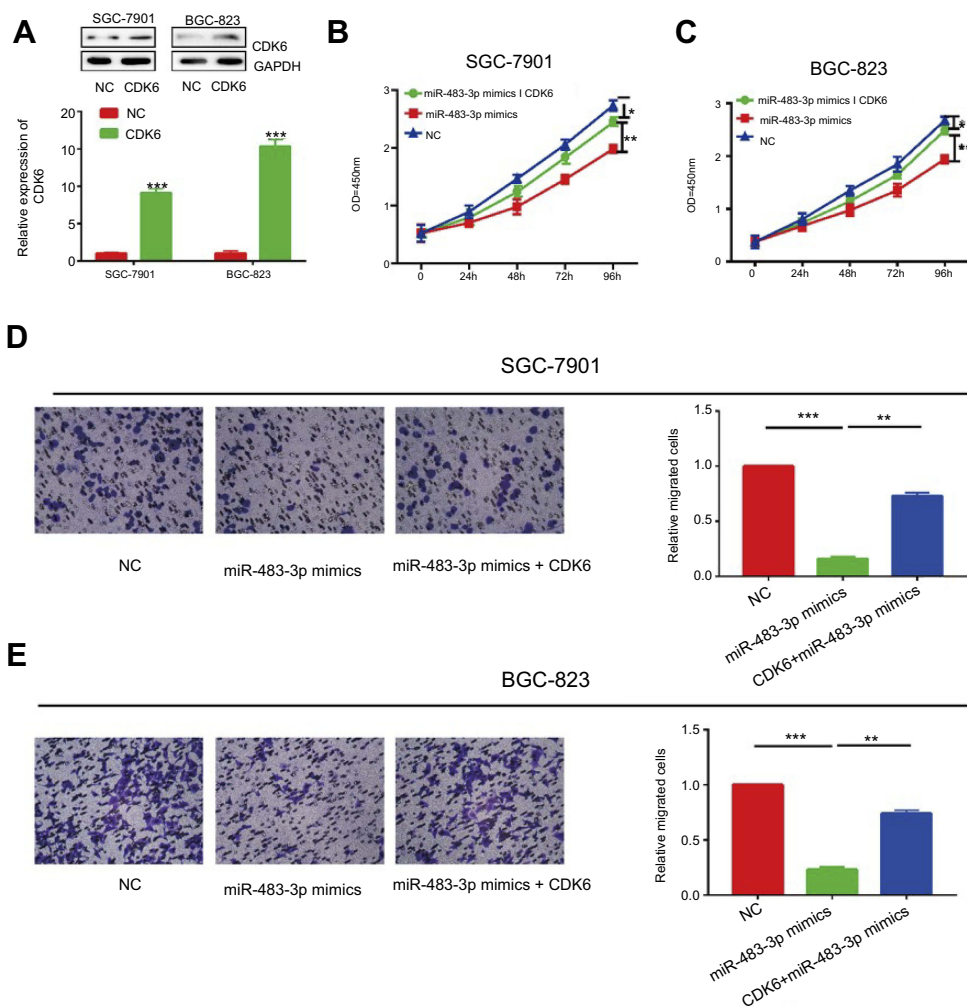 A
SGC-7901
BGC-823
CDK6
GAPDH
NC CDK6 NC CDK6
NC
CDK6
Relative exprecssion of
CDK6
20
10
10
5
0
***
***
SGC-7901
BGC-823
B
SGC-7901
miR-483-3p mimics I CDK6
miR-483-3p mimics
NC
OD=450nm
3
2
1
0
*
**
0 24h 48h 72h 96h
C
BGC-823
miR-483-3p mimics I CDK6
miR-483-3p mimics
NC
OD=450nm
3
2
1
0
0 24h 48h 72h 96h
D
SGC-7901
NC
miR-483-3p mimics
miR-483-3p mimics + CDK6
Relative migrated cells
1.5
1.0
0.5
0.0
***
**
NC
miR-483-3p mimics
CDK6+miR-483-3p mimics
E
BGC-823
NC
miR-483-3p mimics
miR-483-3p mimics + CDK6
Relative migrated cells
1.5
1.0
0.5
0.0
***
**
NC
miR-483-3p mimics
CDK6+miR-483-3p mimics